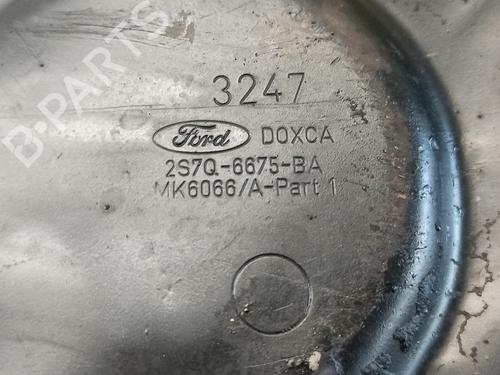 B-PARTS
3247
Ford DOXCA
2S7Q-6675-BA
MK6066/A-Part 1